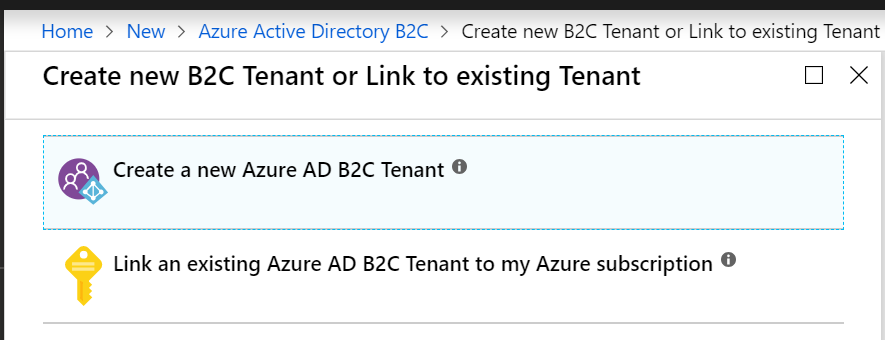 Home > New > Azure Active Directory B2C > Create new B2C Tenant or Link to existing Tenant
Create new B2C Tenant or Link to existing Tenant
Create a new Azure AD B2C Tenant
Link an existing Azure AD B2C Tenant to my Azure subscription